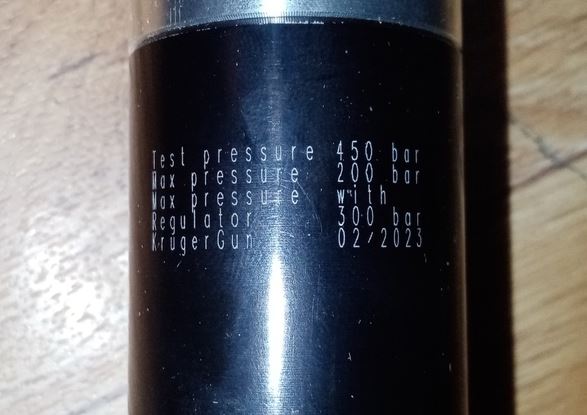 Test pressure 450 bar
Max pressure 200 bar
Max pressure with
Regulator 300 bar
KrugerGun 02/2023